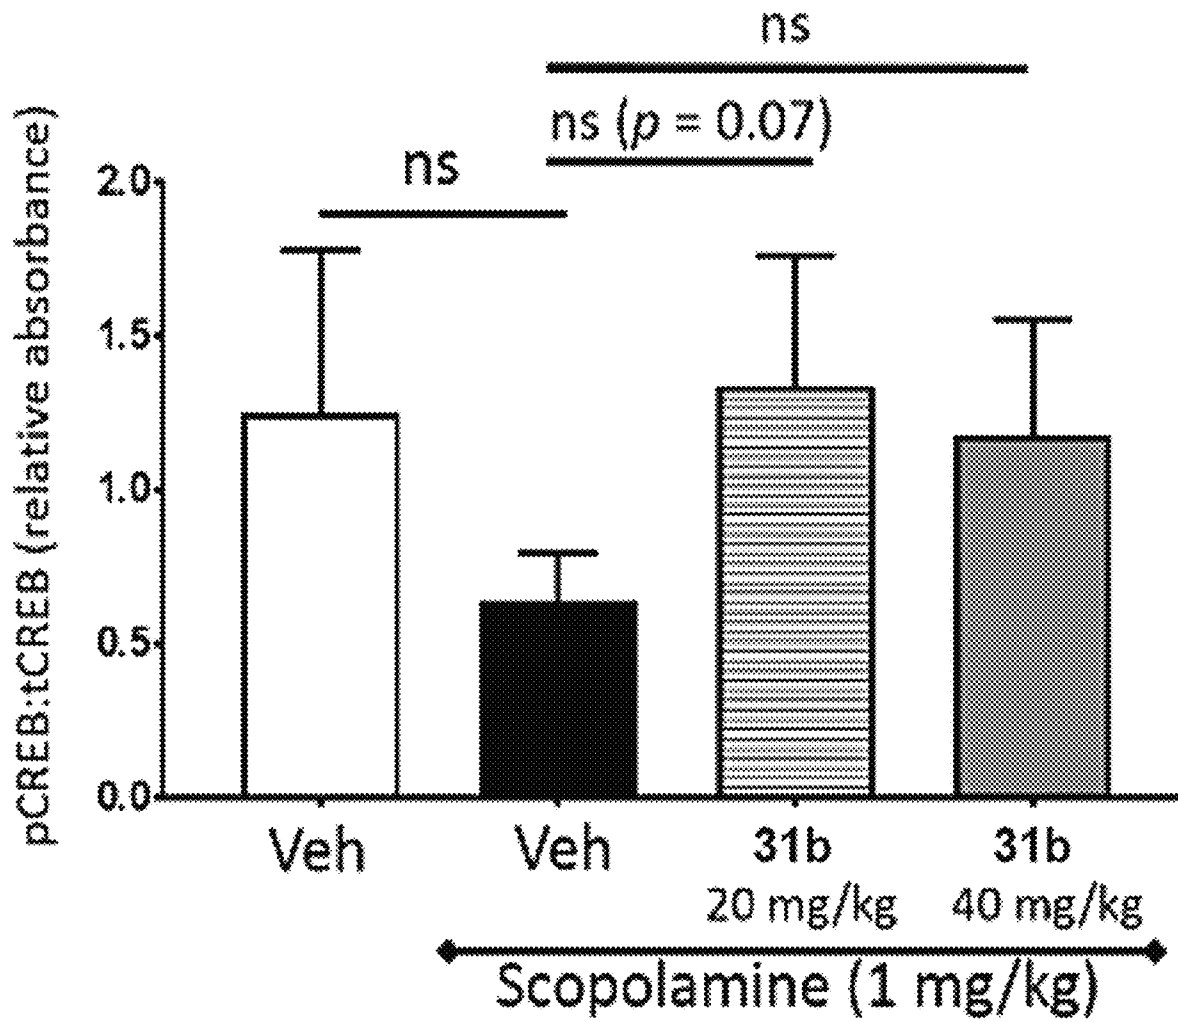 ns
ns (p = 0.07)
ns
pCREB:tCREB (relative absorbance)
2.0
1.5
1.0
0.5
0.0
Veh Veh 31b 31b
20 mg/kg 40 mg/kg
Scopolamine (1 mg/kg)